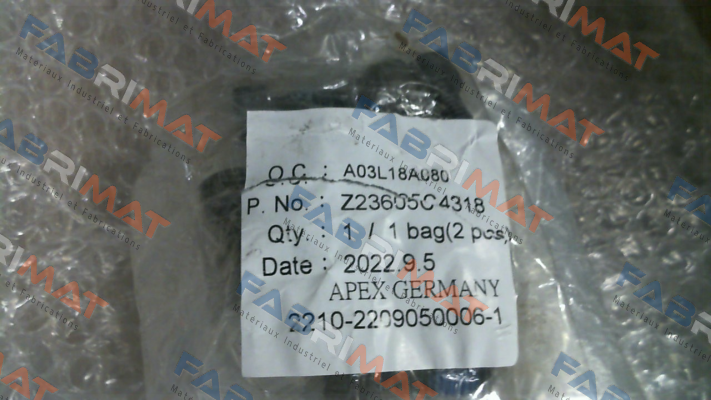 O.C. : A03L18A080
P. No. : Z23605C4318
Qty. : 1 / 1 bag(2 pcs)
Date : 2022.9.5
APEX GERMANY
2210-2209050006-1
FABRIMAT
Materiaux Industriel et Fabrications